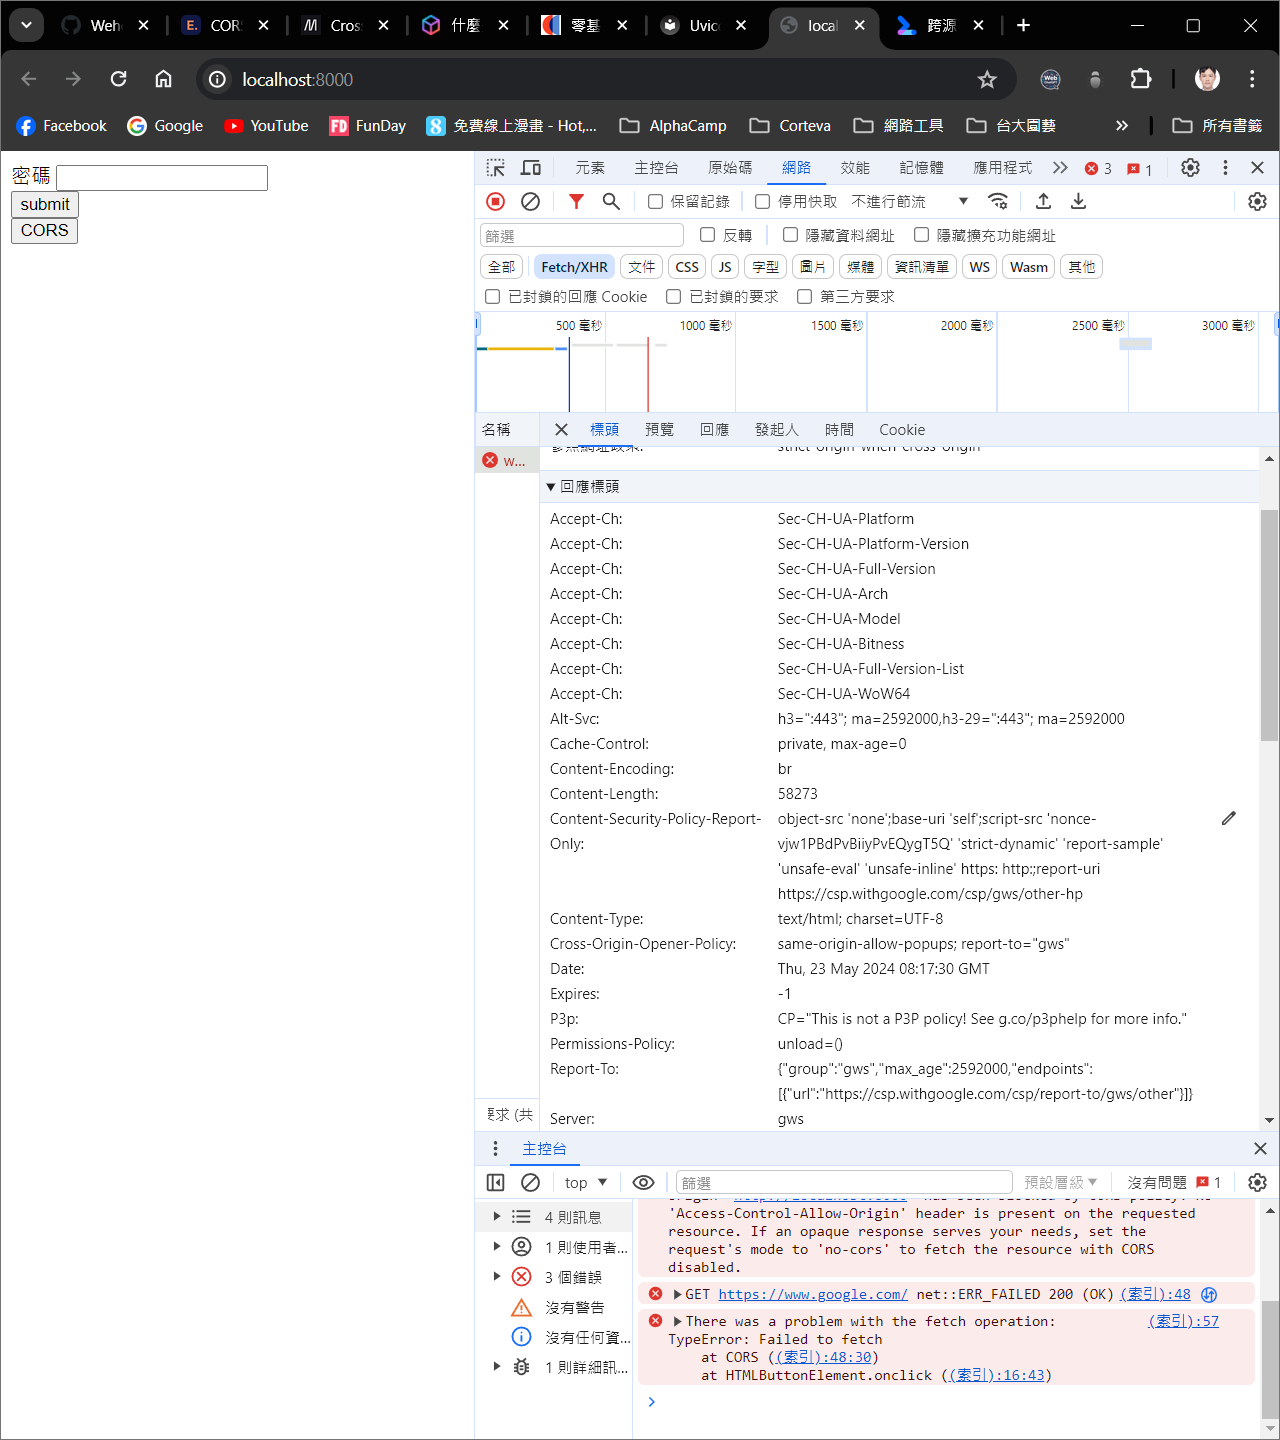 Weh
COR
Cros
什麼
零基
Uvic
local
跨源
localhost:8000
Facebook
Google
YouTube
FunDay
免費線上漫畫 - Hot,...
AlphaCamp
Corteva
網路工具
台大園藝
所有書籤
密碼
submit
CORS
元素
主控台
原始碼
網路
效能
記憶體
應用程式
3
1
保留記錄
停用快取
不進行節流
篩選
反轉
隱藏資料網址
隱藏擴充功能網址
全部
Fetch/XHR
文件
CSS
JS
字型
圖片
媒體
資訊清單
WS
Wasm
其他
已封鎖的回應 Cookie
已封鎖的要求
第三方要求
500 毫秒
1000 毫秒
1500 毫秒
2000 毫秒
2500 毫秒
3000 毫秒
名稱
標頭
預覽
回應
發起人
時間
Cookie
w...
參照網址政策:
strict-origin-when-cross-origin
回應標頭
Accept-Ch: Sec-CH-UA-Platform
Accept-Ch: Sec-CH-UA-Platform-Version
Accept-Ch: Sec-CH-UA-Full-Version
Accept-Ch: Sec-CH-UA-Arch
Accept-Ch: Sec-CH-UA-Model
Accept-Ch: Sec-CH-UA-Bitness
Accept-Ch: Sec-CH-UA-Full-Version-List
Accept-Ch: Sec-CH-UA-WoW64
Alt-Svc: h3=":443"; ma=2592000,h3-29=":443"; ma=2592000
Cache-Control: private, max-age=0
Content-Encoding: br
Content-Length: 58273
Content-Security-Policy-Report-Only:
object-src 'none';base-uri 'self';script-src 'nonce-
vjw1PBdPvBiiyPvEQygT5Q' 'strict-dynamic' 'report-sample'
'unsafe-eval' 'unsafe-inline' https: http:;report-uri
https://csp.withgoogle.com/csp/gws/other-hp
Content-Type: text/html; charset=UTF-8
Cross-Origin-Opener-Policy: same-origin-allow-popups; report-to="gws"
Date: Thu, 23 May 2024 08:17:30 GMT
Expires: -1
P3p: CP="This is not a P3P policy! See g.co/p3phelp for more info."
Permissions-Policy: unload=()
Report-To: {"group":"gws","max_age":2592000,"endpoints":
[{"url":"https://csp.withgoogle.com/csp/report-to/gws/other"}]}
Server: gws
要求 (共
主控台
top
篩選
預設層級
沒有問題
1
4 則訊息
1 則使用者...
3 個錯誤
沒有警告
沒有任何資...
1 則詳細訊...
origin 'http://localhost:8000' has been blocked by CORS policy: No
'Access-Control-Allow-Origin' header is present on the requested
resource. If an opaque response serves your needs, set the
request's mode to 'no-cors' to fetch the resource with CORS
disabled.
GET https://www.google.com/ net::ERR_FAILED 200 (OK) (索引):48
There was a problem with the fetch operation: (索引):57
TypeError: Failed to fetch
at CORS ((索引):48:30)
at HTMLButtonElement.onclick ((索引):16:43)